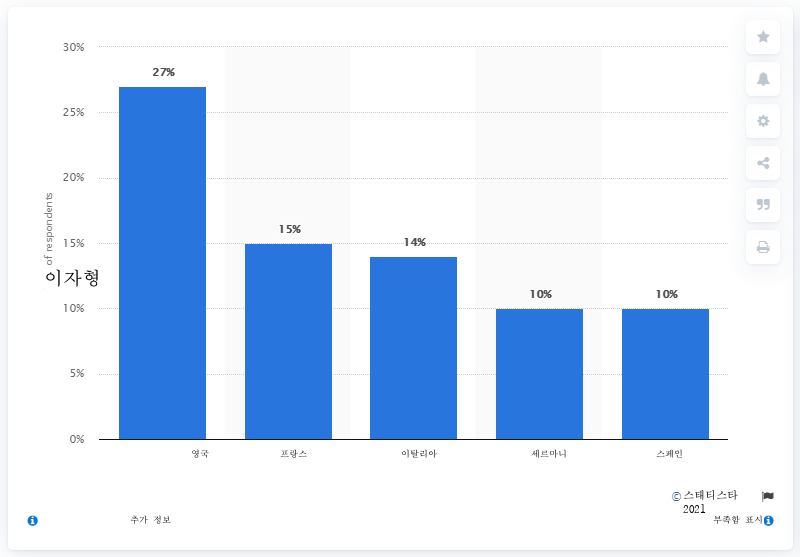 30%
27%
25%
20%
of respondents
15%
15%
14%
이자형
10%
10%
10%
5%
0%
영국 프랑스 이탈리아 세르마니 스페인
© 스태티스타
2021
추가 정보 부족함 표시